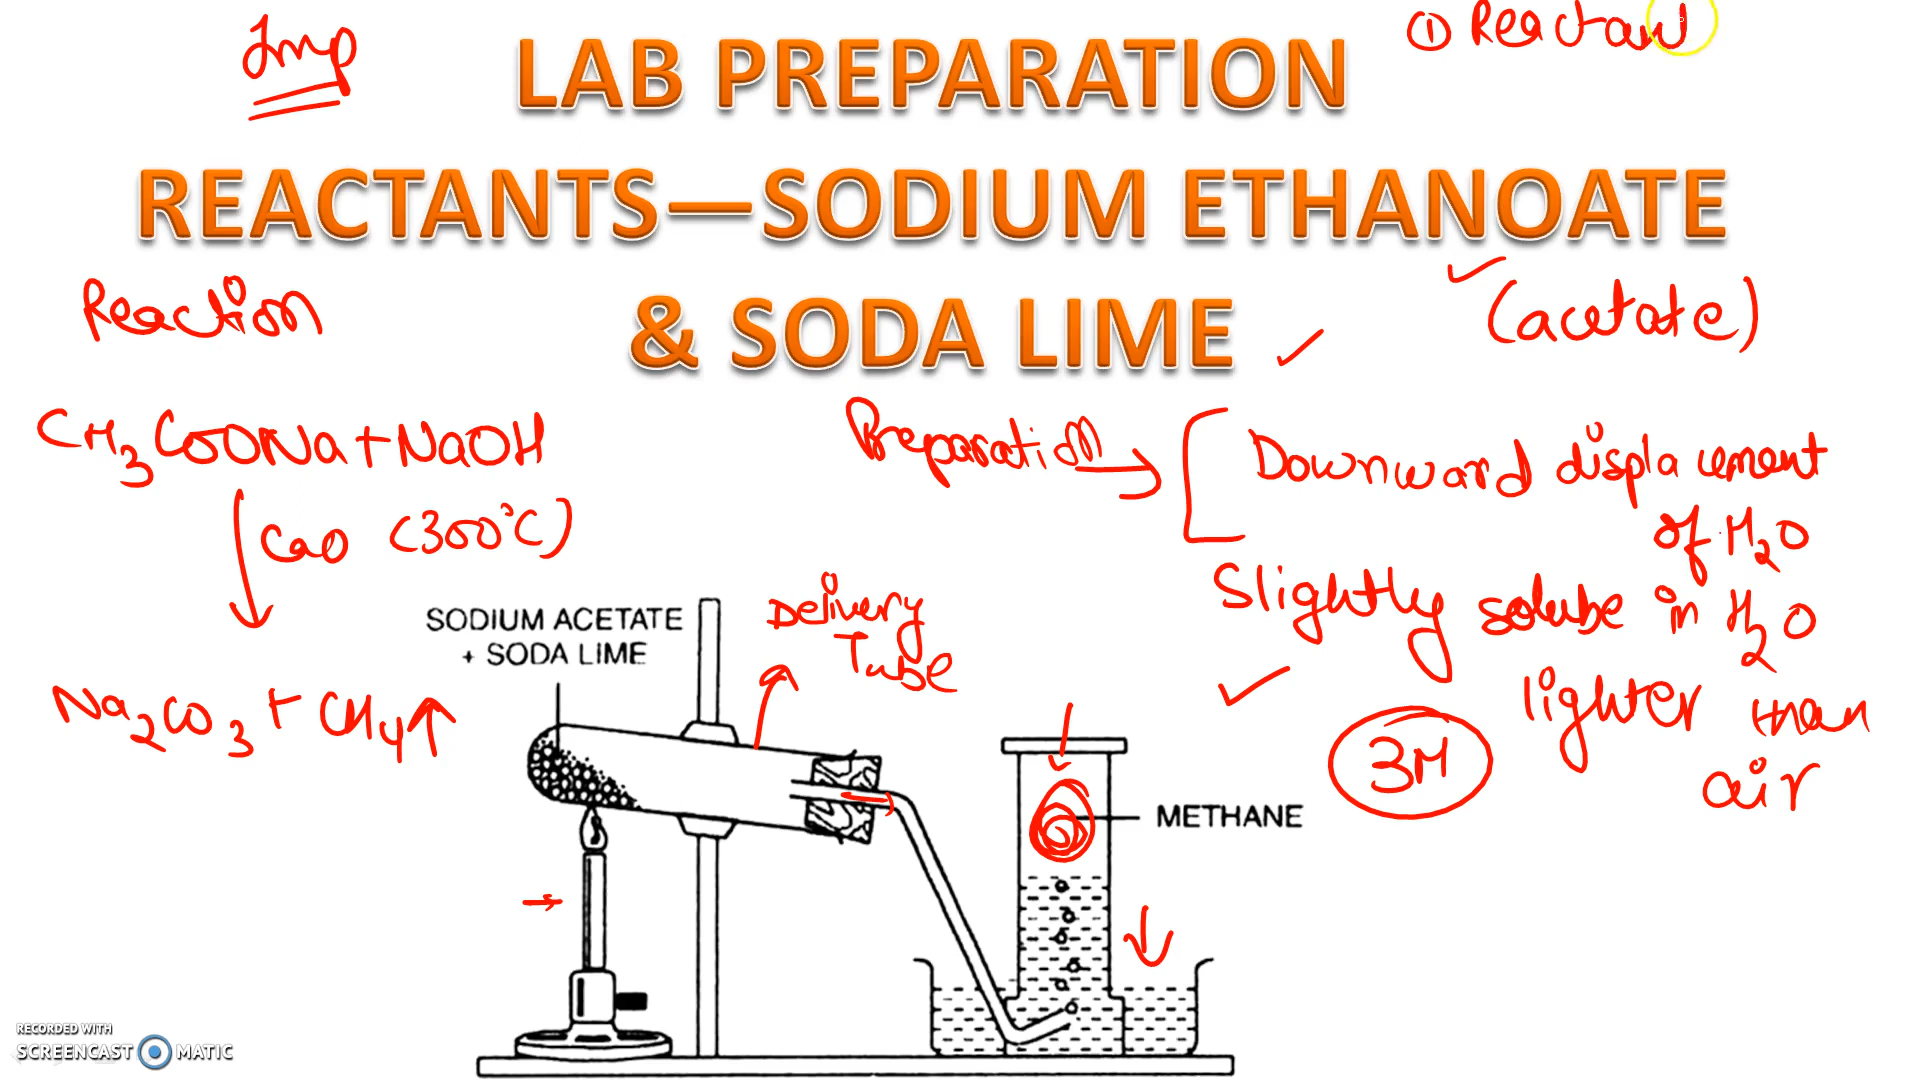 Imp
① Reactant
LAB PREPARATION
REACTANTS—SODIUM ETHANOATE
(acetate)
& SODA LIME
Reaction
CH3COONa + NaOH
CaO (300°C)
Na2CO3 + CH4↑
Preparation → [ Downward displacement
of H2O
Slightly solube in H2O
lighter than
air
3M
SODIUM ACETATE
+ SODA LIME
Delivery
Tube
METHANE
RECORDED WITH
SCREENCAST MATIC